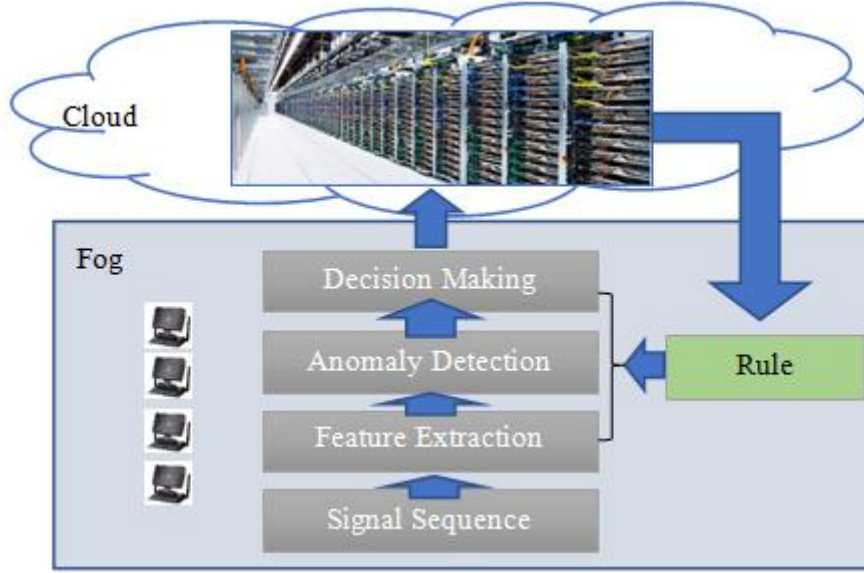 Cloud
Fog
Decision Making
Anomaly Detection
Rule
Feature Extraction
Signal Sequence